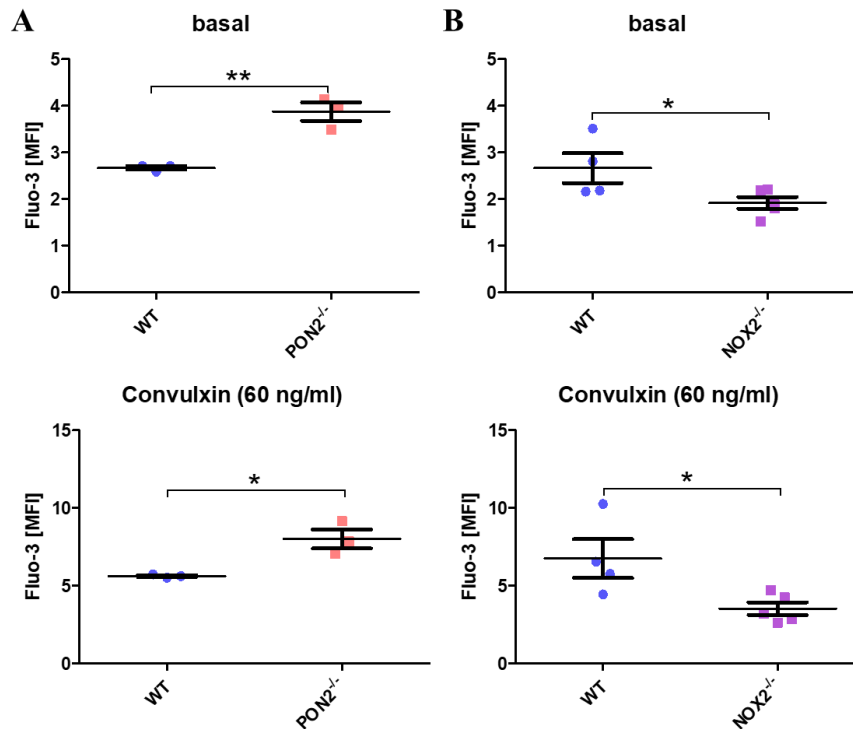 A
basal
Fluo-3 [MFI]
5
4
3
2
1
0
**
WT
PON2-/-
B
basal
Fluo-3 [MFI]
5
4
3
2
1
0
*
WT
NOX2-/-
Convulxin (60 ng/ml)
Fluo-3 [MFI]
15
10
5
0
*
WT
PON2-/-
Convulxin (60 ng/ml)
Fluo-3 [MFI]
15
10
5
0
*
WT
NOX2-/-